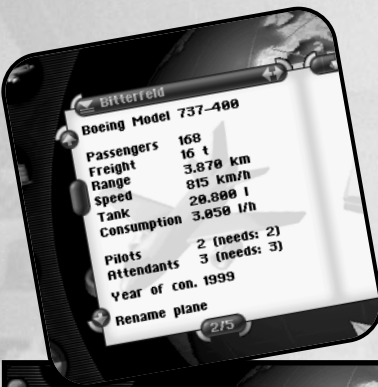 Bitterfeld
Boeing Model 737-400
Passengers 168
Freight 16 t
Range 3.870 km
Speed 815 km/h
Tank 20.800 l
Consumption 3.050 l/h
Pilots 2 (needs: 2)
Attendants 3 (needs: 3)
Year of con. 1999
Rename plane
2/5